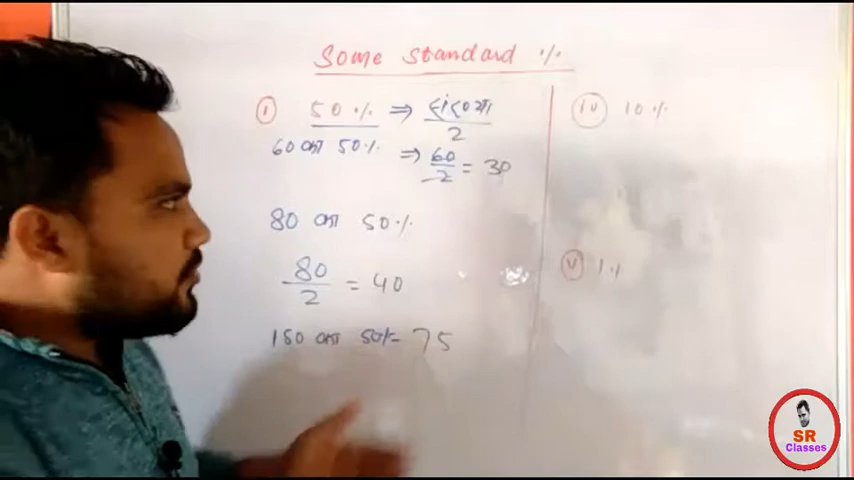 Some Standard %
(i) 50% ⇒ संख्या/2
60 का 50% ⇒ 60/2 = 30
80 का 50%
80/2 = 40
150 का 50% = 75
(iv) 10%
(v) 1%
SR
Classes